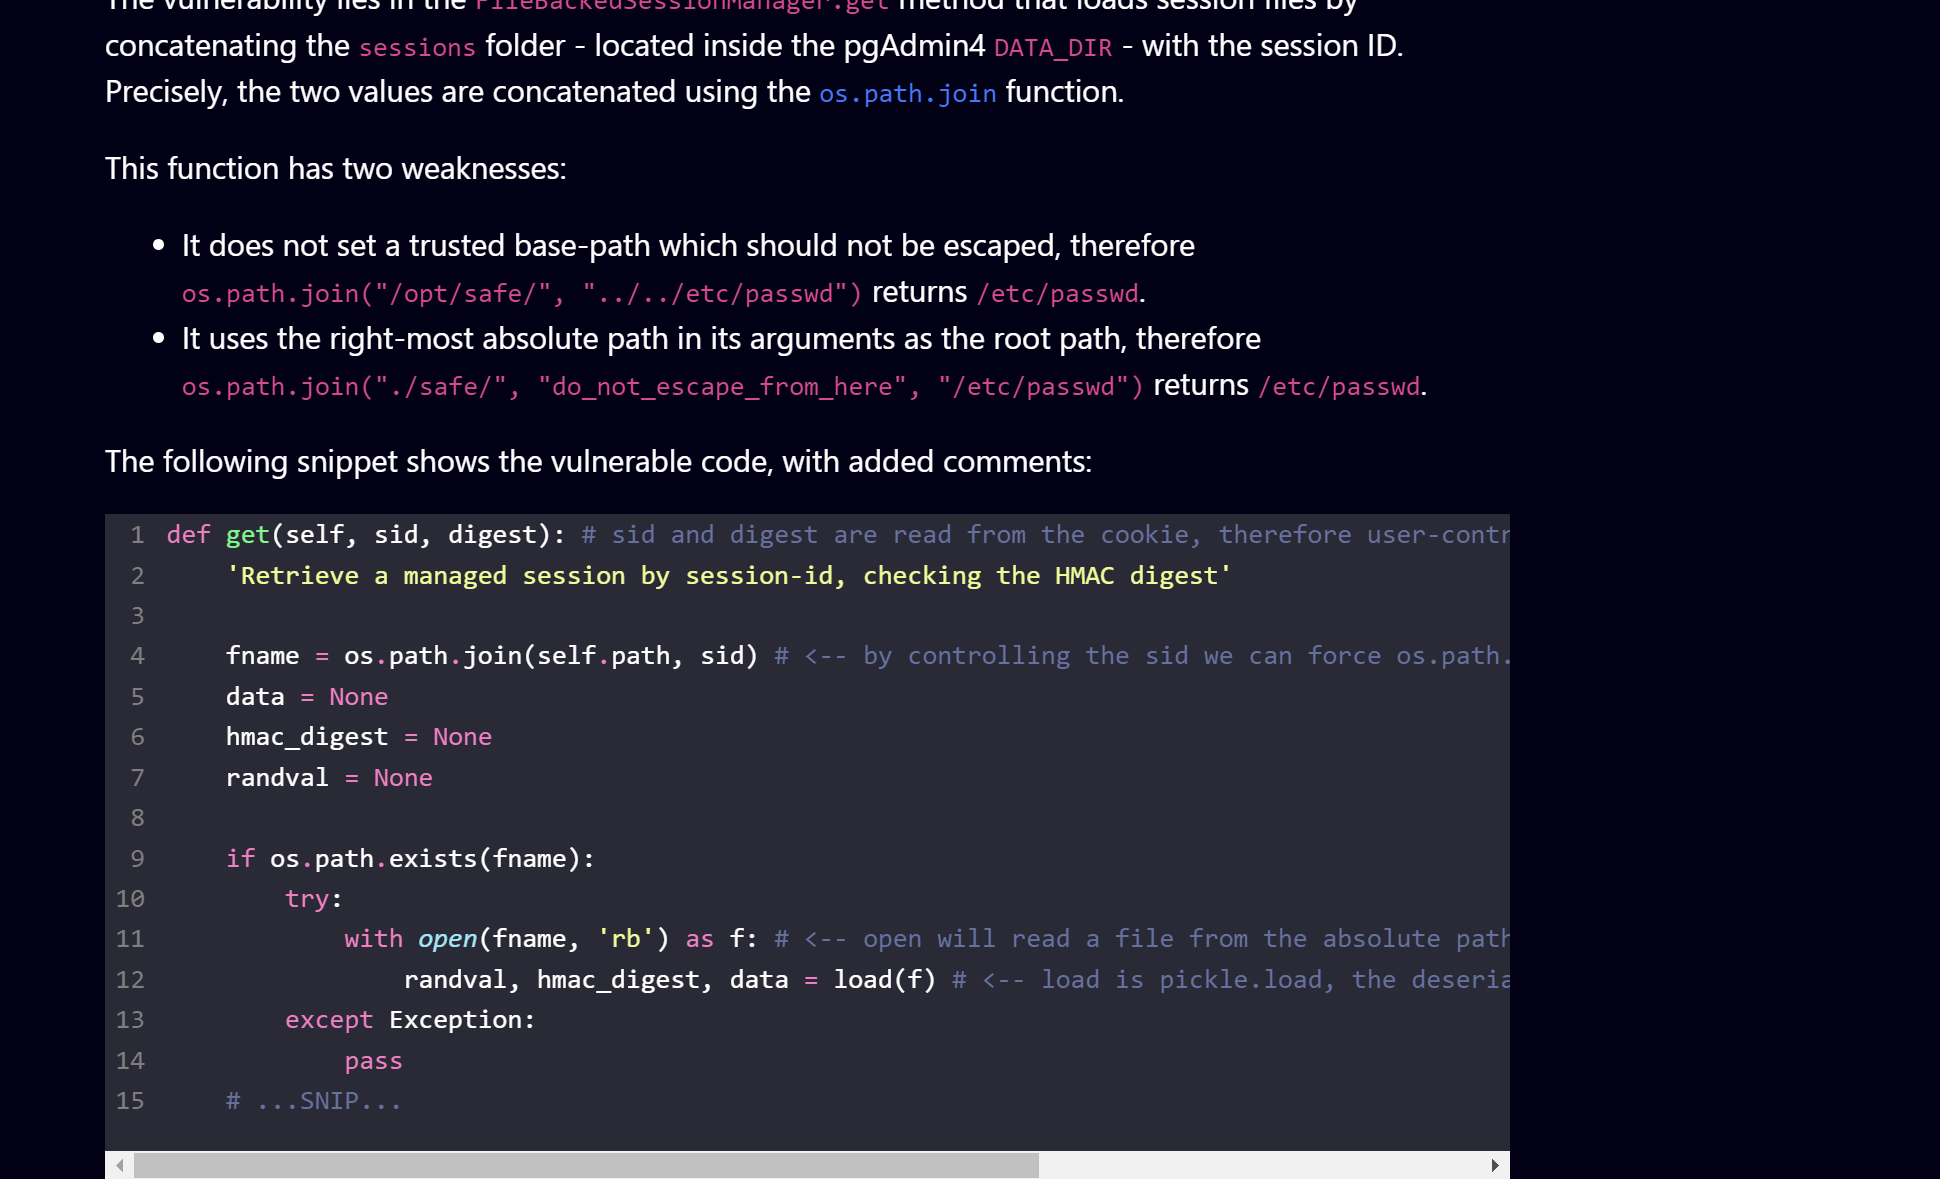 The vulnerability lies in the FileBackedSessionManager.get method that loads session files by
concatenating the sessions folder - located inside the pgAdmin4 DATA_DIR - with the session ID.
Precisely, the two values are concatenated using the os.path.join function.
This function has two weaknesses:
• It does not set a trusted base-path which should not be escaped, therefore
os.path.join("/opt/safe/", "../../etc/passwd") returns /etc/passwd.
• It uses the right-most absolute path in its arguments as the root path, therefore
os.path.join("./safe/", "do_not_escape_from_here", "/etc/passwd") returns /etc/passwd.
The following snippet shows the vulnerable code, with added comments:
1 def get(self, sid, digest): # sid and digest are read from the cookie, therefore user-contr
2     'Retrieve a managed session by session-id, checking the HMAC digest'
3
4     fname = os.path.join(self.path, sid) # <-- by controlling the sid we can force os.path.
5     data = None
6     hmac_digest = None
7     randval = None
8
9     if os.path.exists(fname):
10         try:
11             with open(fname, 'rb') as f: # <-- open will read a file from the absolute path
12                 randval, hmac_digest, data = load(f) # <-- load is pickle.load, the deseria
13         except Exception:
14             pass
15     # ...SNIP...